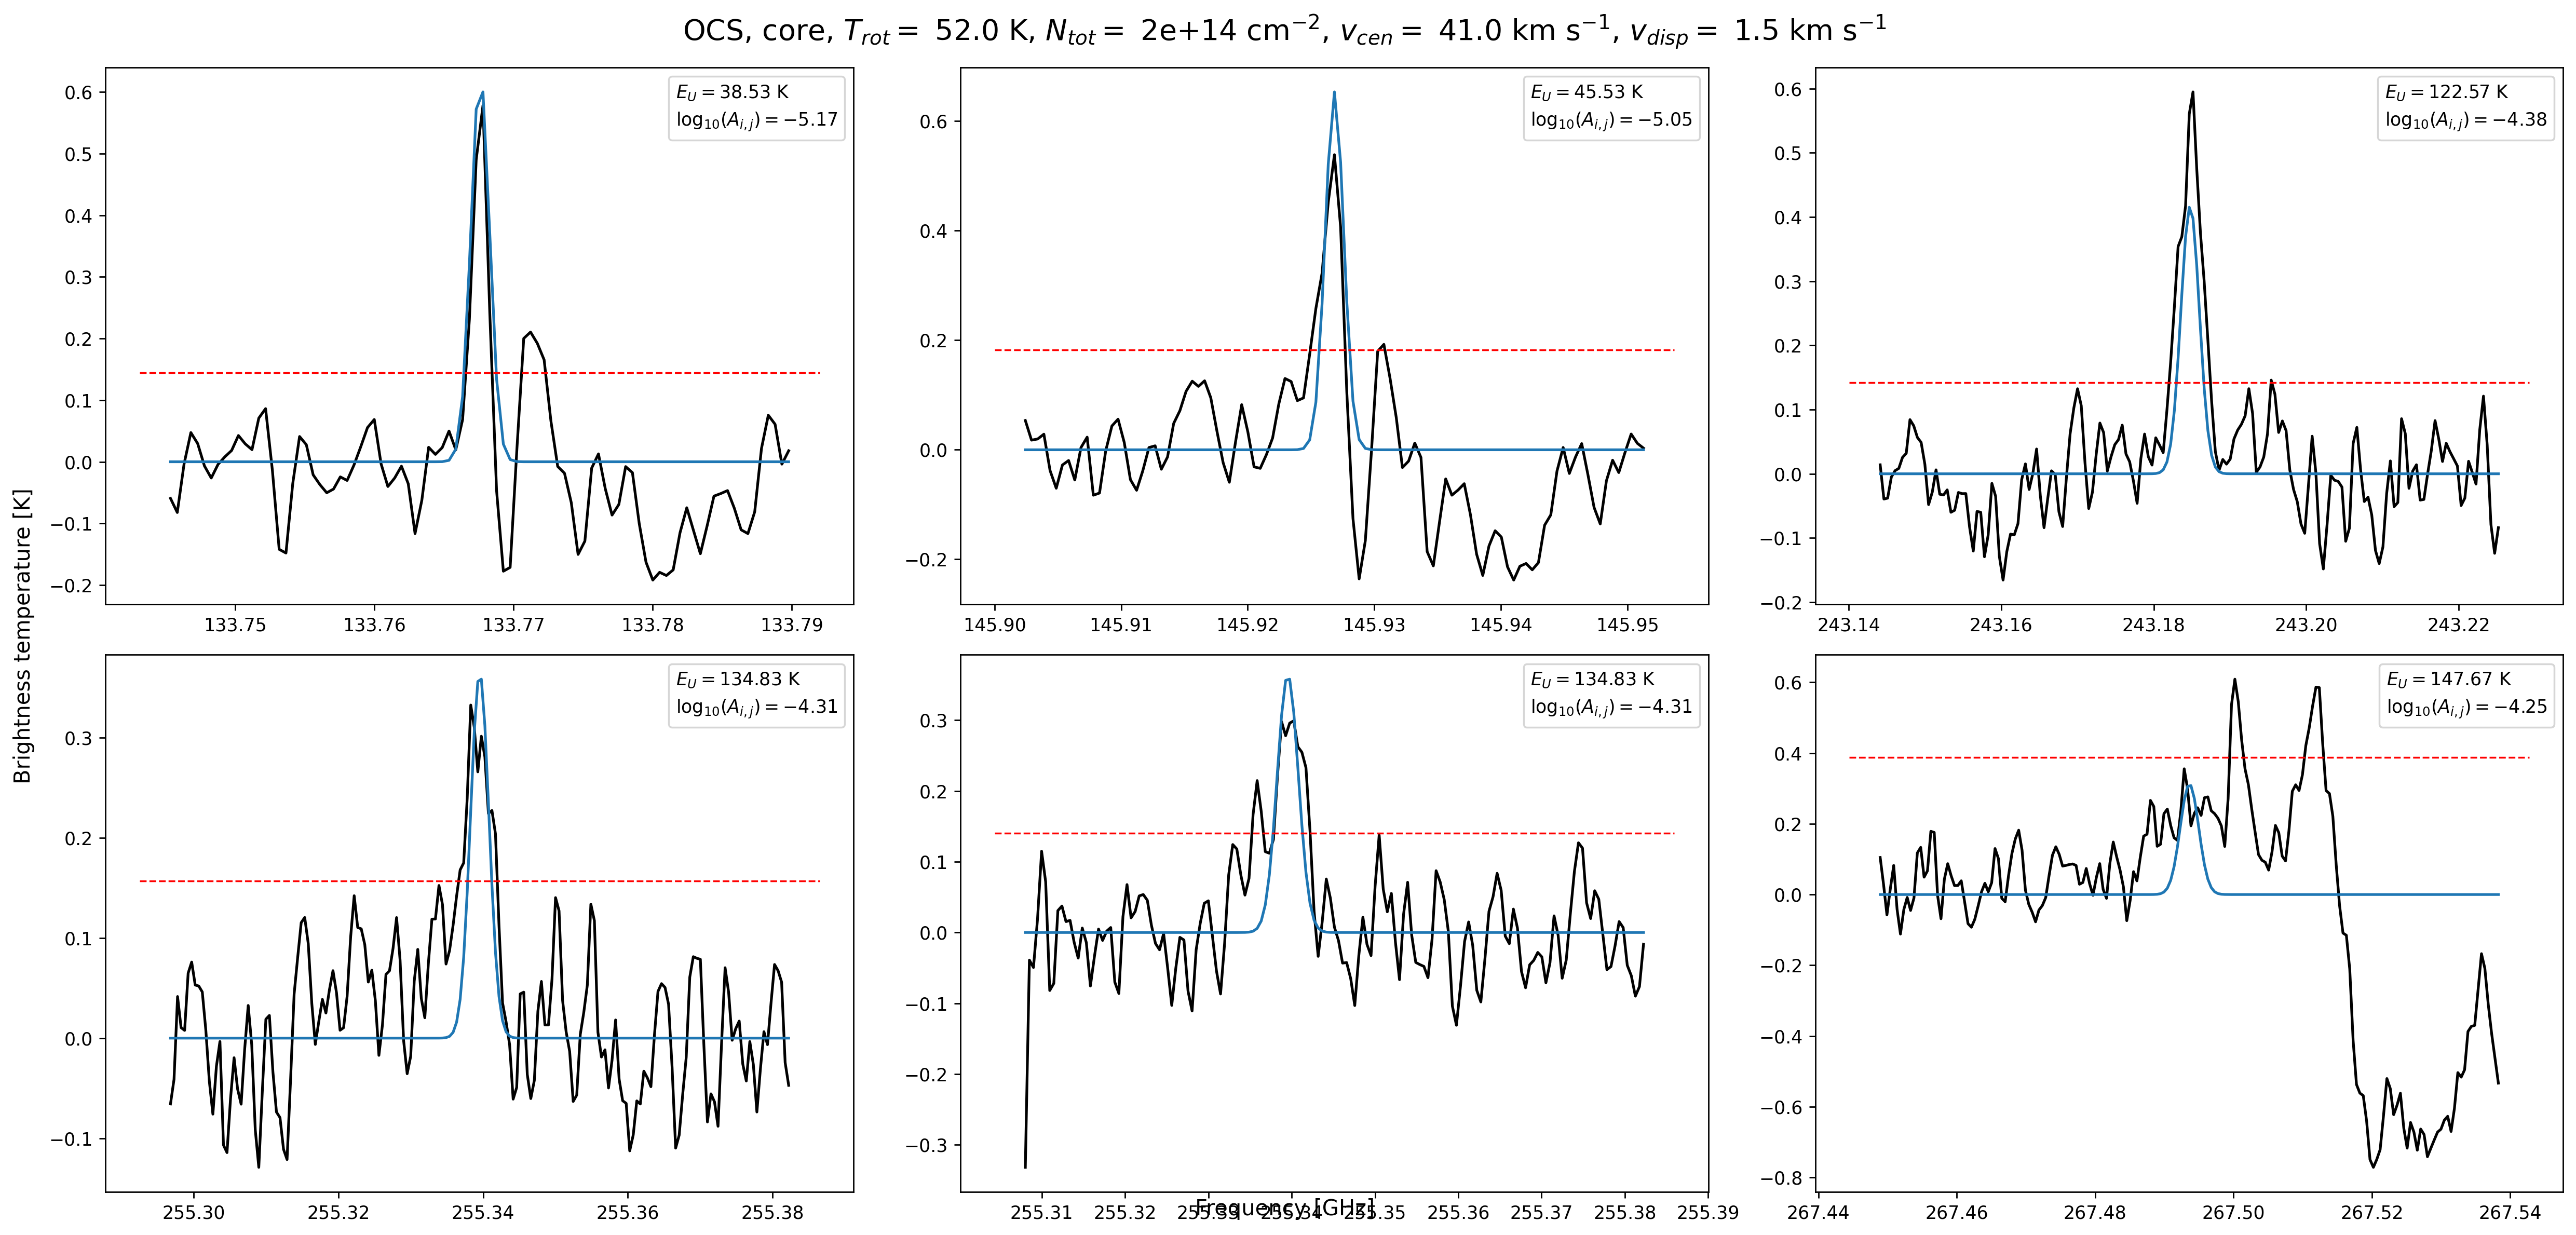 OCS, core, T_rot = 52.0 K, N_tot = 2e+14 cm⁻², v_cen = 41.0 km s⁻¹, v_disp = 1.5 km s⁻¹
Brightness temperature [K]
E_U = 38.53 K
log₁₀(A_i,j) = −5.17
0.6
0.5
0.4
0.3
0.2
0.1
0.0
−0.1
−0.2
133.75 133.76 133.77 133.78 133.79
E_U = 45.53 K
log₁₀(A_i,j) = −5.05
0.6
0.4
0.2
0.0
−0.2
145.90 145.91 145.92 145.93 145.94 145.95
E_U = 122.57 K
log₁₀(A_i,j) = −4.38
0.6
0.5
0.4
0.3
0.2
0.1
0.0
−0.1
−0.2
243.14 243.16 243.18 243.20 243.22
E_U = 134.83 K
log₁₀(A_i,j) = −4.31
0.3
0.2
0.1
0.0
−0.1
255.30 255.32 255.34 255.36 255.38
E_U = 134.83 K
log₁₀(A_i,j) = −4.31
0.3
0.2
0.1
0.0
−0.1
−0.2
−0.3
255.31 255.32 255.33 255.34 255.35 255.36 255.37 255.38 255.39
E_U = 147.67 K
log₁₀(A_i,j) = −4.25
0.6
0.4
0.2
0.0
−0.2
−0.4
−0.6
−0.8
267.44 267.46 267.48 267.50 267.52 267.54
Frequency [GHz]